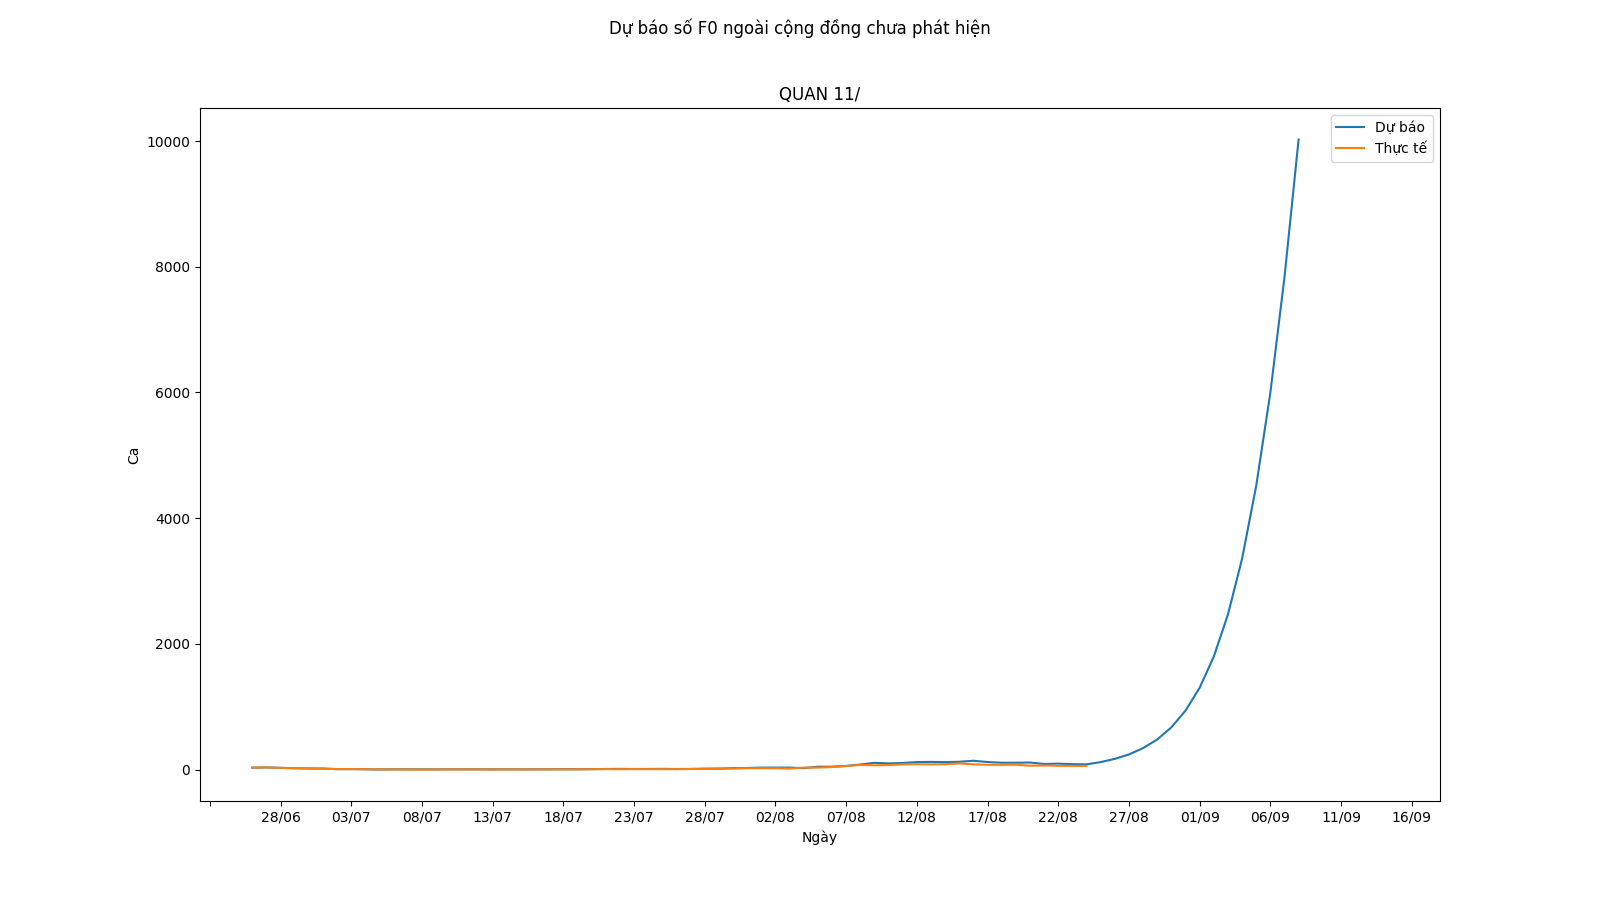 Dự báo số F0 ngoài cộng đồng chưa phát hiện
QUAN 11/
Dự báo
Thực tế
10000
8000
6000
4000
2000
0
Ca
28/06 03/07 08/07 13/07 18/07 23/07 28/07 02/08 07/08 12/08 17/08 22/08 27/08 01/09 06/09 11/09 16/09
Ngày